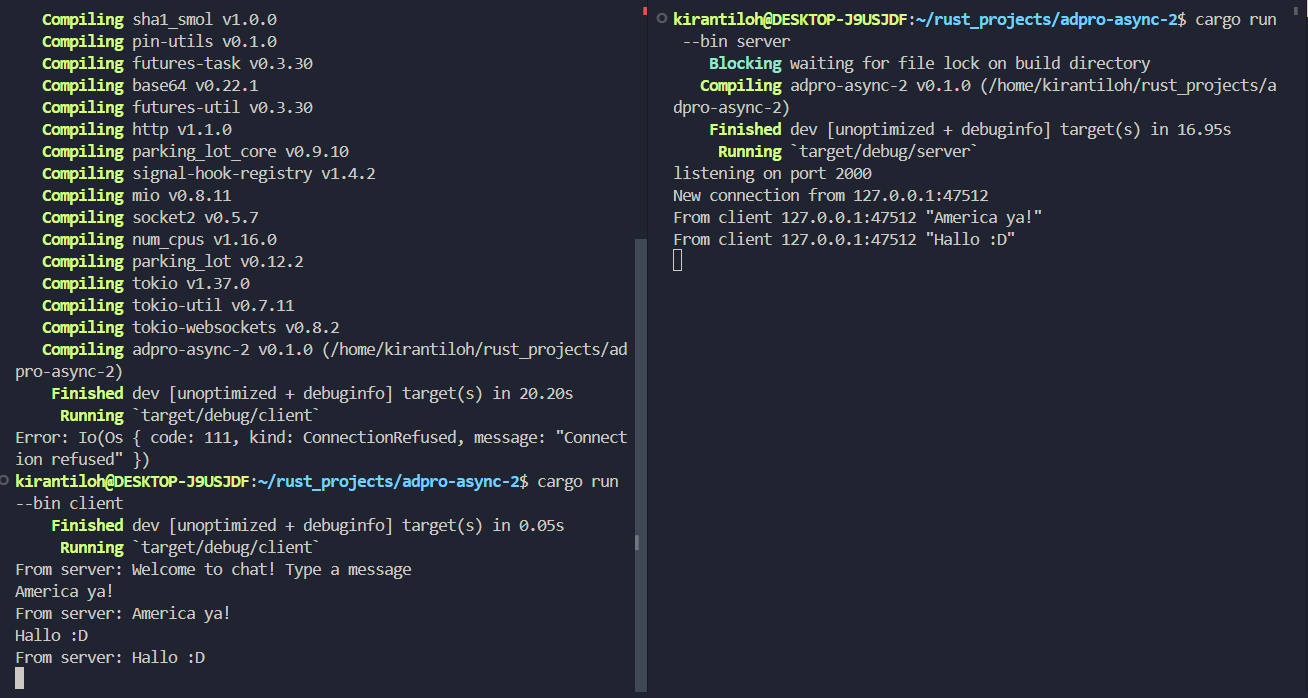 Compiling sha1_smol v1.0.0
Compiling pin-utils v0.1.0
Compiling futures-task v0.3.30
Compiling base64 v0.22.1
Compiling futures-util v0.3.30
Compiling http v1.1.0
Compiling parking_lot_core v0.9.10
Compiling signal-hook-registry v1.4.2
Compiling mio v0.8.11
Compiling socket2 v0.5.7
Compiling num_cpus v1.16.0
Compiling parking_lot v0.12.2
Compiling tokio v1.37.0
Compiling tokio-util v0.7.11
Compiling tokio-websockets v0.8.2
Compiling adpro-async-2 v0.1.0 (/home/kirantiloh/rust_projects/ad
pro-async-2)
Finished dev [unoptimized + debuginfo] target(s) in 20.20s
Running `target/debug/client`
Error: Io(Os { code: 111, kind: ConnectionRefused, message: "Connect
ion refused" })
kirantiloh@DESKTOP-J9USJDF:~/rust_projects/adpro-async-2$ cargo run
--bin client
Finished dev [unoptimized + debuginfo] target(s) in 0.05s
Running `target/debug/client`
From server: Welcome to chat! Type a message
America ya!
From server: America ya!
Hallo :D
From server: Hallo :D
kirantiloh@DESKTOP-J9USJDF:~/rust_projects/adpro-async-2$ cargo run
--bin server
Blocking waiting for file lock on build directory
Compiling adpro-async-2 v0.1.0 (/home/kirantiloh/rust_projects/a
dpro-async-2)
Finished dev [unoptimized + debuginfo] target(s) in 16.95s
Running `target/debug/server`
listening on port 2000
New connection from 127.0.0.1:47512
From client 127.0.0.1:47512 "America ya!"
From client 127.0.0.1:47512 "Hallo :D"